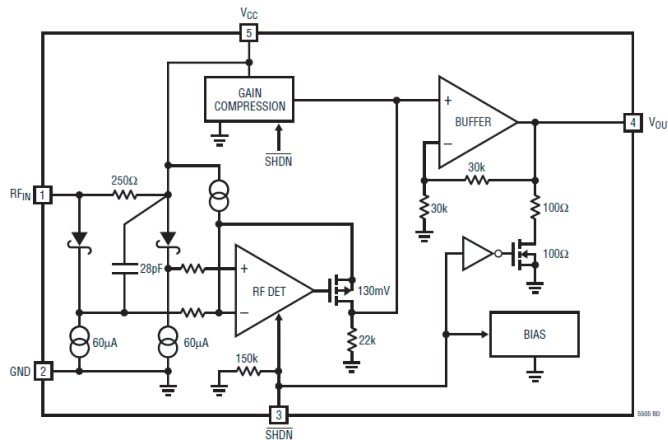 VCC
5
GAIN
COMPRESSION
SHDN
+
BUFFER
−
4
VOU
30k
30k
100Ω
100Ω
RFIN
1
250Ω
28pF
+
RF DET
−
130mV
22k
BIAS
60µA
60µA
150k
GND
2
3
SHDN
5505 BD